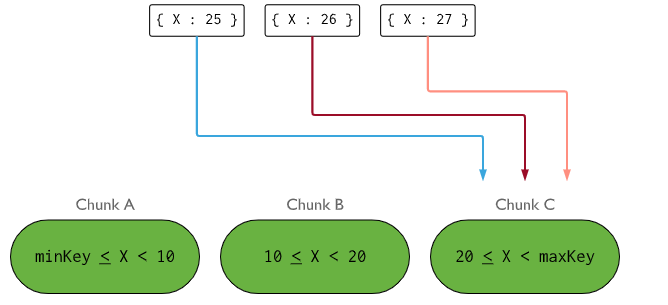 { X : 25 }
{ X : 26 }
{ X : 27 }
Chunk A
Chunk B
Chunk C
minKey ≤ X < 10
10 ≤ X < 20
20 ≤ X < maxKey